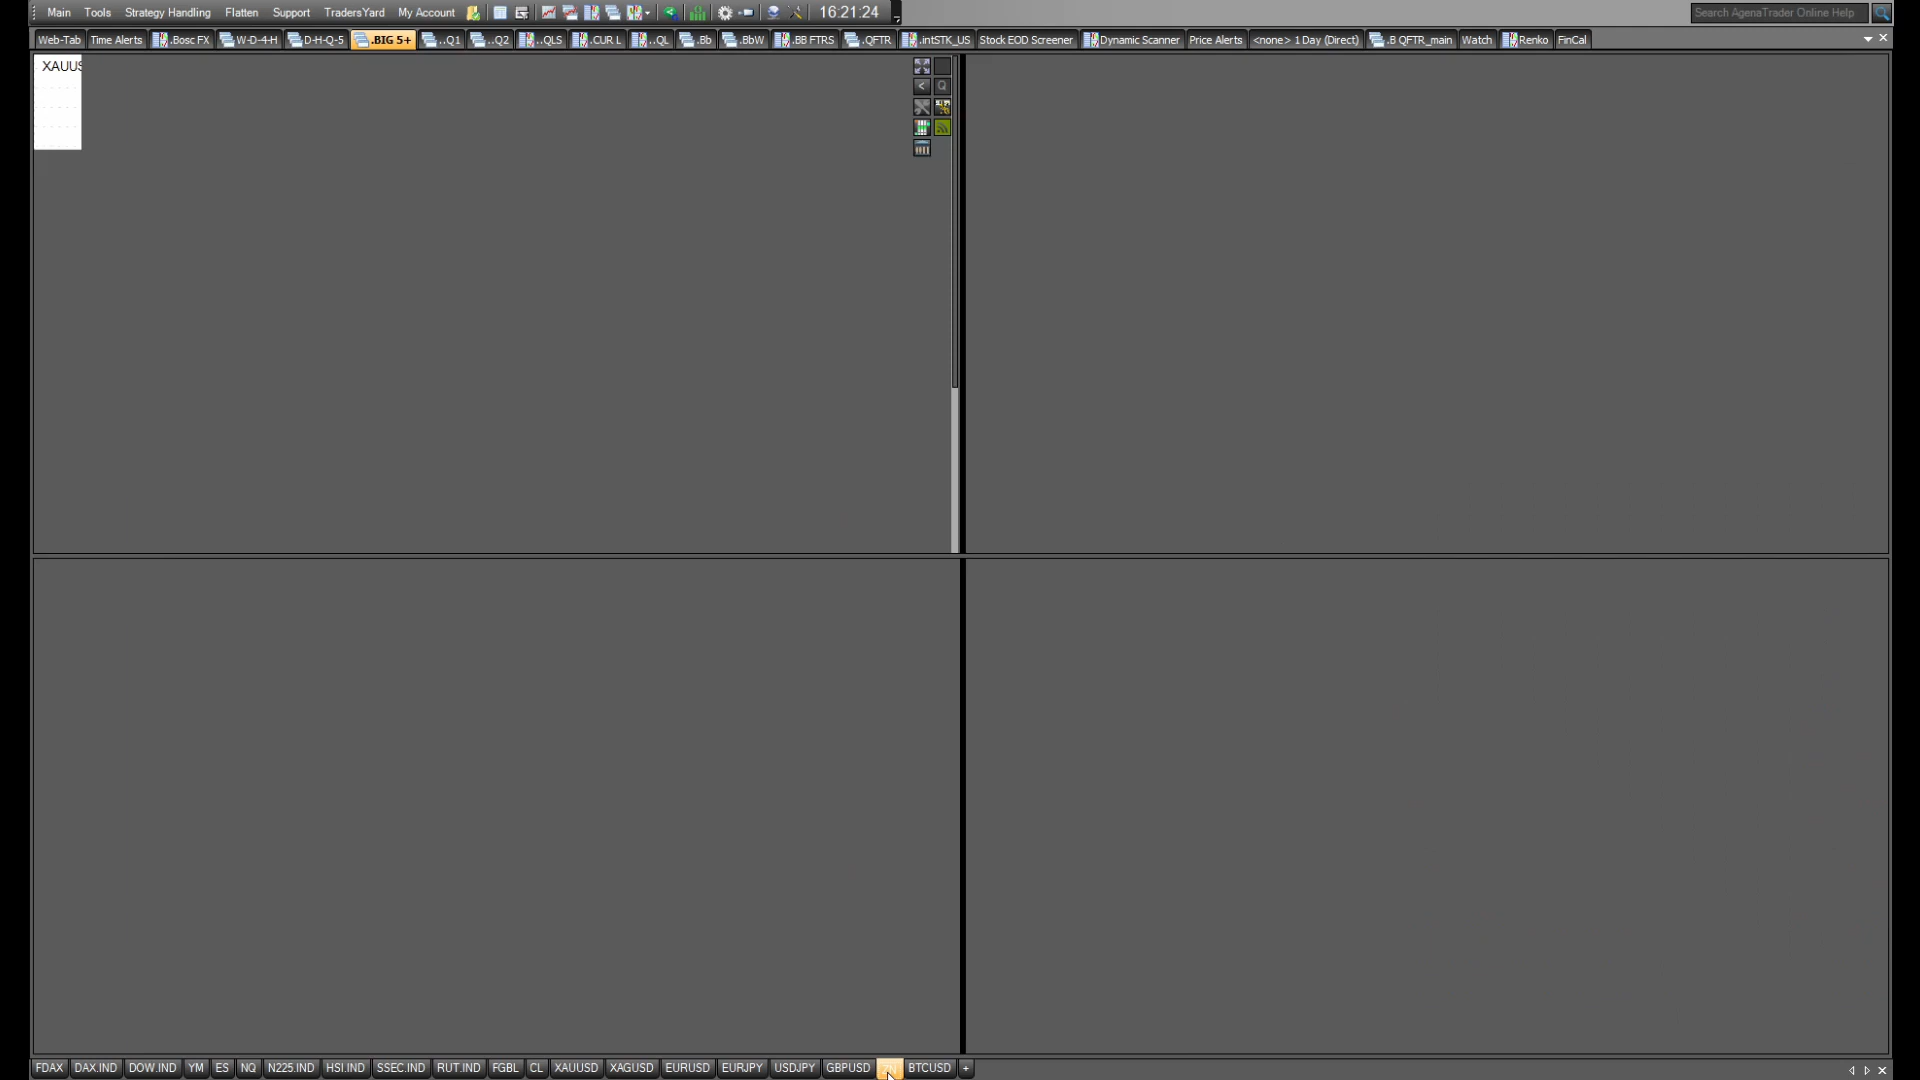 Main Tools Strategy Handling Flatten Support TradersYard My Account 16:21:24 Search AgenaTrader Online Help
Web-Tab Time Alerts .Bosc FX W-D-4-H D-H-Q-5 .BIG 5+ ..Q1 ..Q2 ..QLS .CUR L ..QL .Bb .BbW .BB FTRS .QFTR .intSTK_US Stock EOD Screener Dynamic Scanner Price Alerts <none> 1 Day (Direct) .B QFTR_main Watch Renko FinCal
XAUUS
< Q
FDAX DAX.IND DOW.IND YM ES NQ N225.IND HSI.IND SSEC.IND RUT.IND FGBL CL XAUUSD XAGUSD EURUSD EURJPY USDJPY GBPUSD BTCUSD +